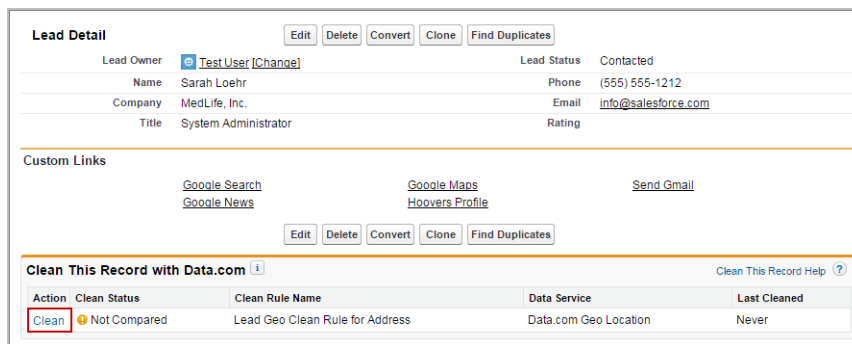 Lead Detail Edit Delete Convert Clone Find Duplicates
Lead Owner Test User [Change] Lead Status Contacted
Name Sarah Loehr Phone (555) 555-1212
Company MedLife, Inc. Email info@salesforce.com
Title System Administrator Rating
Custom Links
Google Search Google Maps Send Gmail
Google News Hoovers Profile
Edit Delete Convert Clone Find Duplicates
Clean This Record with Data.com i Clean This Record Help ?
Action Clean Status Clean Rule Name Data Service Last Cleaned
Clean Not Compared Lead Geo Clean Rule for Address Data.com Geo Location Never